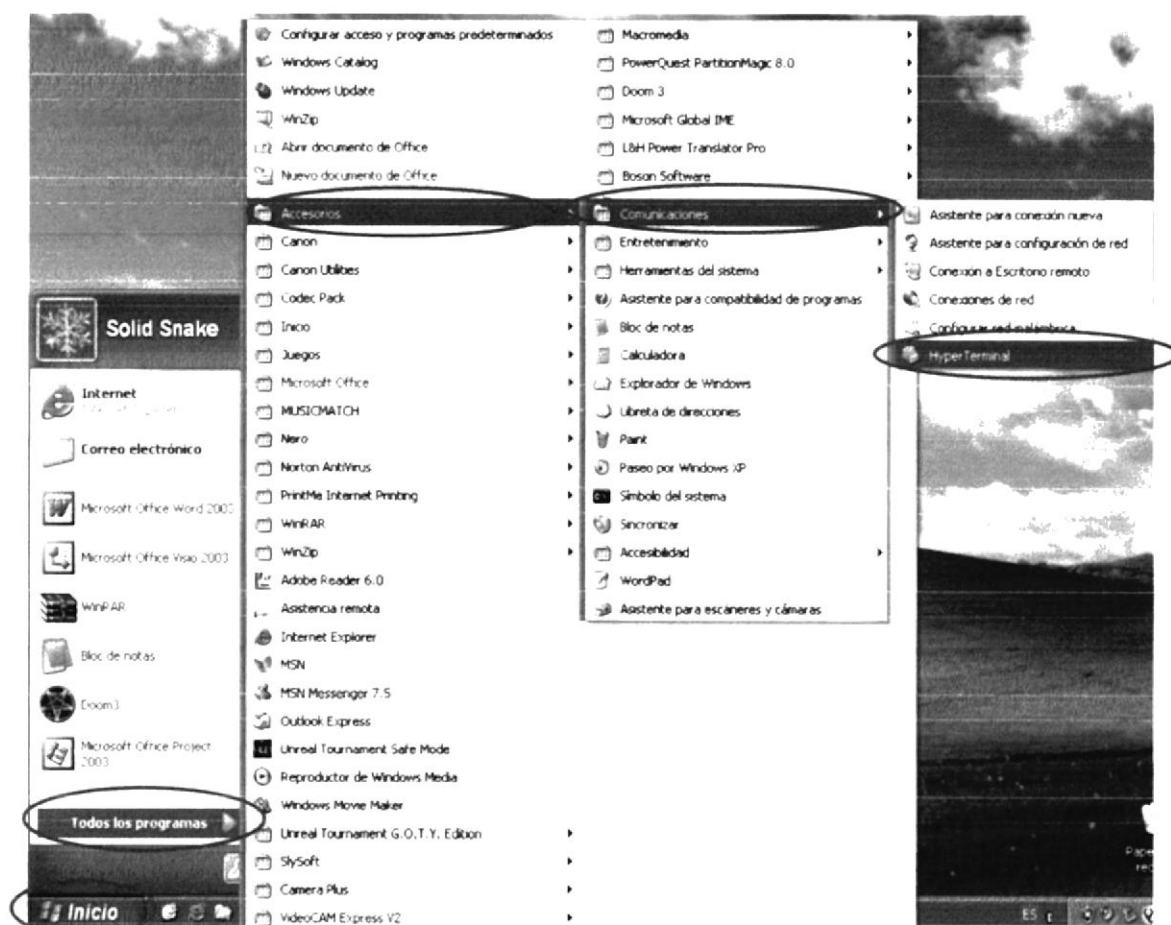 Configurar acceso y programas predeterminados
Windows Catalog
Windows Update
WinZip
Abrir documento de Office
Nuevo documento de Office
Accesorios
Canon
Canon Utilities
Codec Pack
Inicio
Juegos
Microsoft Office
MUSICMATCH
Nero
Norton AntiVirus
PrintMe Internet Printing
WinRAR
WinZip
Adobe Reader 6.0
Asistencia remota
Internet Explorer
MSN
MSN Messenger 7.5
Outlook Express
Unreal Tournament Safe Mode
Reproductor de Windows Media
Windows Movie Maker
Unreal Tournament G.O.T.Y. Edition
SlySoft
Camera Plus
VideoCAM Express V2
Macromedia
PowerQuest PartitionMagic 8.0
Doom 3
Microsoft Global IME
L&H Power Translator Pro
Boson Software
Comunicaciones
Entretenimiento
Herramientas del sistema
Asistente para compatibilidad de programas
Bloc de notas
Calculadora
Explorador de Windows
Libreta de direcciones
Paint
Paseo por Windows XP
Símbolo del sistema
Sincronizar
Accesibilidad
WordPad
Asistente para escáneres y cámaras
Asistente para conexión nueva
Asistente para configuración de red
Conexión a Escritorio remoto
Conexiones de red
Configurar red inalámbrica
HyperTerminal
Solid Snake
Internet
Correo electrónico
Microsoft Office Word 2003
Microsoft Office Visio 2003
WinRAR
Bloc de notas
Doom3
Microsoft Office Project
2003
Todos los programas
Inicio
Pape
rec
ES